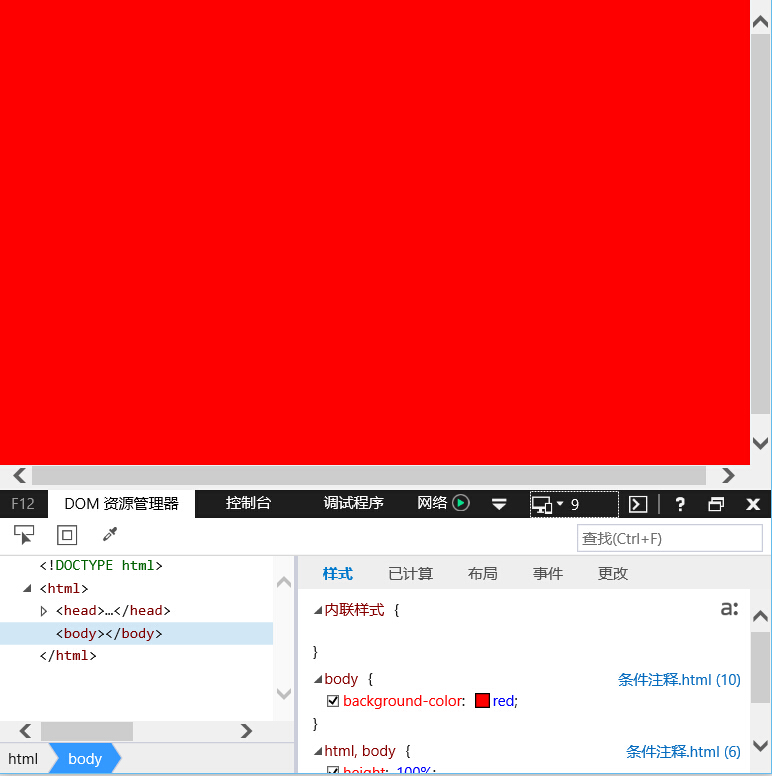 F12 DOM 资源管理器 控制台 调试程序 网络 9 ?
查找(Ctrl+F)
<!DOCTYPE html>
<html>
<head>…</head>
<body></body>
</html>
html body
样式 已计算 布局 事件 更改
内联样式 { a:
}
body { 条件注释.html (10)
background-color: red;
}
html, body { 条件注释.html (6)
height: 100%;